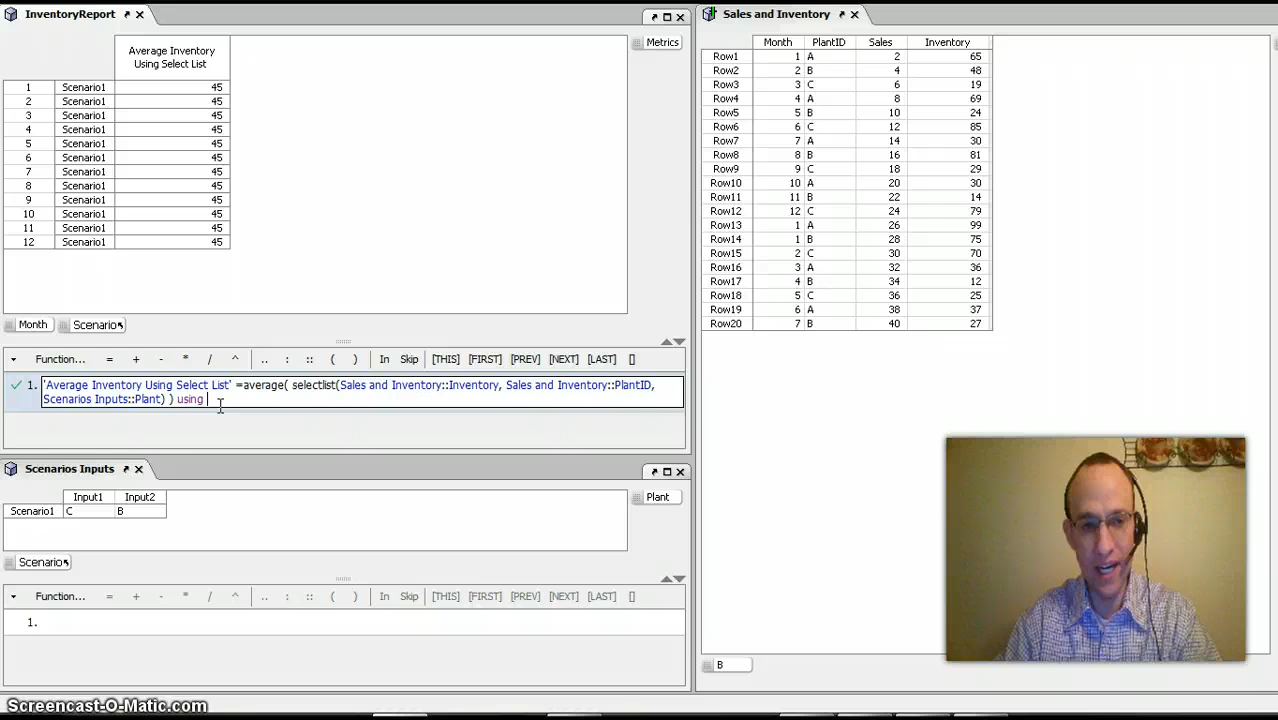 InventoryReport
Average Inventory
Using Select List
Metrics
1 Scenario1 45
2 Scenario1 45
3 Scenario1 45
4 Scenario1 45
5 Scenario1 45
6 Scenario1 45
7 Scenario1 45
8 Scenario1 45
9 Scenario1 45
10 Scenario1 45
11 Scenario1 45
12 Scenario1 45
Month Scenario
Function... = + - * / ^ .. : :: ( ) In Skip [THIS] [FIRST] [PREV] [NEXT] [LAST] []
1. 'Average Inventory Using Select List' =average( selectlist(Sales and Inventory::Inventory, Sales and Inventory::PlantID,
Scenarios Inputs::Plant) ) using
Scenarios Inputs
Input1 Input2
Plant
Scenario1 C B
Scenario
Function... = + - * / ^ .. : :: ( ) In Skip [THIS] [FIRST] [PREV] [NEXT] [LAST] []
1.
Sales and Inventory
Month PlantID Sales Inventory
Row1 1 A 2 65
Row2 2 B 4 48
Row3 3 C 6 19
Row4 4 A 8 69
Row5 5 B 10 24
Row6 6 C 12 85
Row7 7 A 14 30
Row8 8 B 16 81
Row9 9 C 18 29
Row10 10 A 20 30
Row11 11 B 22 14
Row12 12 C 24 79
Row13 1 A 26 99
Row14 1 B 28 75
Row15 2 C 30 70
Row16 3 A 32 36
Row17 4 B 34 12
Row18 5 C 36 25
Row19 6 A 38 37
Row20 7 B 40 27
B
Screencast-O-Matic.com